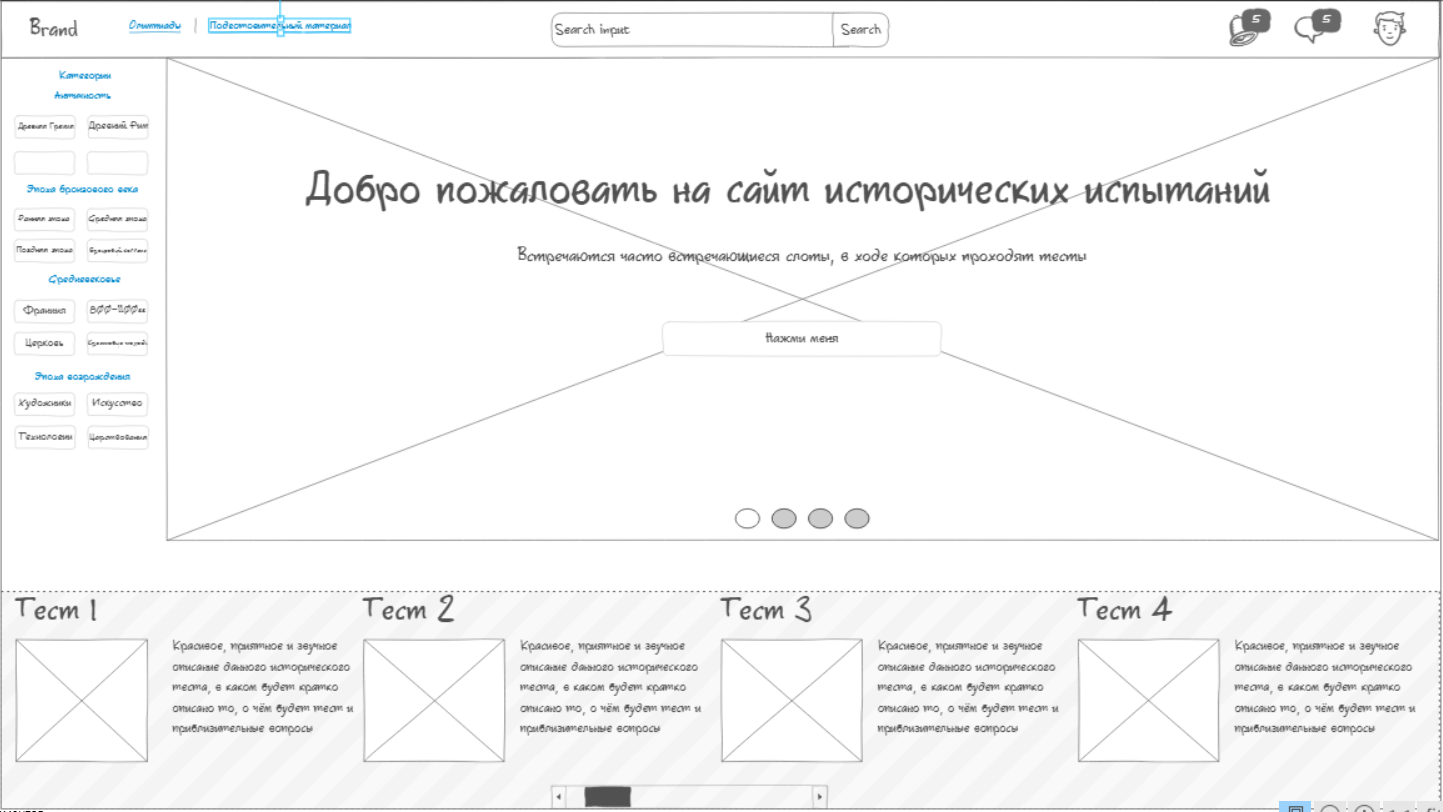 Brand
Олимпиады | Подготовительный материал
Search input
Search
5
5
Категории
Античность
Древняя Греция
Древний Рим
Эпоха бронзового века
Ранняя эпоха
Средняя эпоха
Поздняя эпоха
Средневековье
Франция
800-1100 вв
Церковь
Крестовые походы
Эпоха возрождения
Художники
Искусство
Технологии
Царствования
Добро пожаловать на сайт исторических испытаний
Встречаются часто встречающиеся слоты, в ходе которых проходят тесты
Нажми меня
Тест 1
Красивое, приятное и звучное
описание данного исторического
теста, в каком будет кратко
описано то, о чём будет тест и
приблизительные вопросы
Тест 2
Красивое, приятное и звучное
описание данного исторического
теста, в каком будет кратко
описано то, о чём будет тест и
приблизительные вопросы
Тест 3
Красивое, приятное и звучное
описание данного исторического
теста, в каком будет кратко
описано то, о чём будет тест и
приблизительные вопросы
Тест 4
Красивое, приятное и звучное
описание данного исторического
теста, в каком будет кратко
описано то, о чём будет тест и
приблизительные вопросы